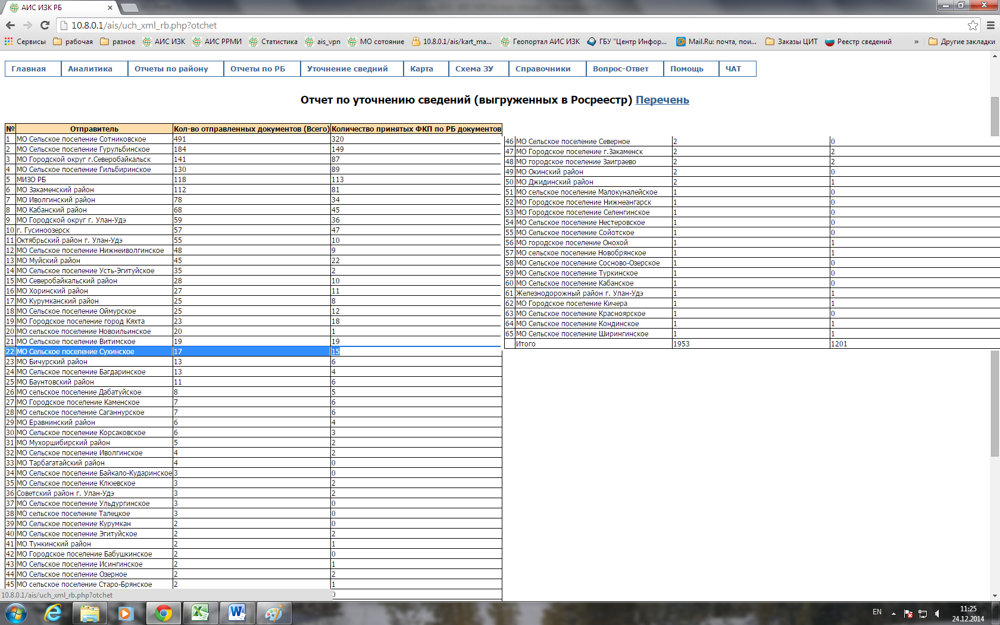 АИС ИЗК РБ
10.8.0.1/ais/uch_xml_rb.php?otchet
Сервисы рабочая разное АИС ИЗК АИС РРМИ Статистика ais_vpn МО сотояние 10.8.0.1/ais/kart_ma... Геопортал АИС ИЗК ГБУ "Центр Инфор... Mail.Ru: почта, пои... Заказы ЦИТ Реестр сведений » Другие закладки
Главная Аналитика Отчеты по району Отчеты по РБ Уточнение сведний Карта Схема ЗУ Справочники Вопрос-Ответ Помощь ЧАТ
Отчет по уточнению сведений (выгруженных в Росреестр) Перечень
№ Отправитель Кол-во отправленных документов (Всего) Количество принятых ФКП по РБ документов
1 МО Сельское поселение Сотниковское 491 320
2 МО Сельское поселение Гурульбинское 184 149
3 МО Городской округ г.Северобайкальск 141 87
4 МО Сельское поселение Гильбиринское 130 89
5 МИЗО РБ 118 113
6 МО Закаменский район 112 81
7 МО Иволгинский район 78 34
8 МО Кабанский район 68 45
9 МО Городской округ г. Улан-Удэ 59 36
10 г. Гусиноозерск 57 47
11 Октябрьский район г. Улан-Удэ 55 10
12 МО Сельское поселение Нижнеиволгинское 48 9
13 МО Муйский район 45 22
14 МО Сельское поселение Усть-Эгитуйское 35 2
15 МО Северобайкальский район 28 10
16 МО Хоринский район 27 11
17 МО Курумканский район 25 8
18 МО Сельское поселение Оймурское 25 12
19 МО Городское поселение город Кяхта 23 18
20 МО сельское поселение Новоильинское 20 1
21 МО Сельское поселение Витимское 19 19
22 МО Сельское поселение Сухинское 17 15
23 МО Бичурский район 13 6
24 МО Сельское поселение Багдаринское 13 4
25 МО Баунтовский район 11 6
26 МО сельское поселение Дабатуйское 8 5
27 МО Городское поселение Каменское 7 6
28 МО сельское поселение Саганнурское 7 6
29 МО Еравнинский район 6 4
30 МО Сельское поселение Корсаковское 6 3
31 МО Мухоршибирский район 5 2
32 МО Сельское поселение Иволгинское 4 2
33 МО Тарбагатайский район 4 0
34 МО Сельское поселение Байкало-Кударинское 3 0
35 МО Сельское поселение Клюевское 3 2
36 Советский район г. Улан-Удэ 3 2
37 МО Сельское поселение Ульдургинское 3 0
38 МО сельское поселение Талецкое 3 0
39 МО Сельское поселение Курумкан 2 0
40 МО Сельское поселение Эгитуйское 2 2
41 МО Тункинский район 2 1
42 МО Городское поселение Бабушкинское 2 0
43 МО Сельское поселение Исингинское 2 1
44 МО Сельское поселение Озерное 2 2
45 МО сельское поселение Старо-Брянское 2 1
0
46 МО Сельское поселение Северное 2 0
47 МО Городское поселение г.Закаменск 2 2
48 МО городское поселение Заиграево 2 2
49 МО Окинский район 2 0
50 МО Джидинский район 2 1
51 МО сельское поселение Малокуналейское 1 0
52 МО Городское поселение Нижнеангарск 1 0
53 МО Городское поселение Селенгинское 1 0
54 МО Сельское поселение Нестеровское 1 0
55 МО Сельское поселение Сойотское 1 0
56 МО городское поселение Онохой 1 1
57 МО сельское поселение Новобрянское 1 1
58 МО Сельское поселение Сосново-Озерское 1 0
59 МО Сельское поселение Туркинское 1 0
60 МО Сельское поселение Кабанское 1 0
61 Железнодорожный район г. Улан-Удэ 1 1
62 МО Городское поселение Кичера 1 1
63 МО Сельское поселение Красноярское 1 0
64 МО Сельское поселение Кондинское 1 1
65 МО Сельское поселение Ширингинское 1 1
Итого 1953 1201
10.8.0.1/ais/uch_xml_rb.php?otchet
EN 11:25
24.12.2014